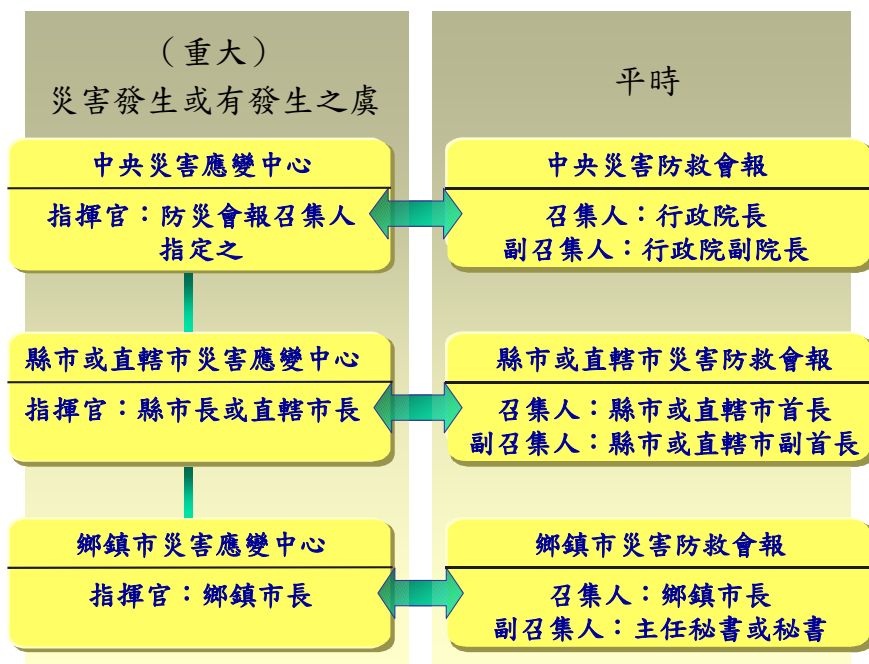 （重大）
災害發生或有發生之虞
中央災害應變中心
指揮官：防災會報召集人
指定之
縣市或直轄市災害應變中心
指揮官：縣市長或直轄市長
鄉鎮市災害應變中心
指揮官：鄉鎮市長
平時
中央災害防救會報
召集人：行政院長
副召集人：行政院副院長
縣市或直轄市災害防救會報
召集人：縣市或直轄市首長
副召集人：縣市或直轄市副首長
鄉鎮市災害防救會報
召集人：鄉鎮市長
副召集人：主任秘書或秘書